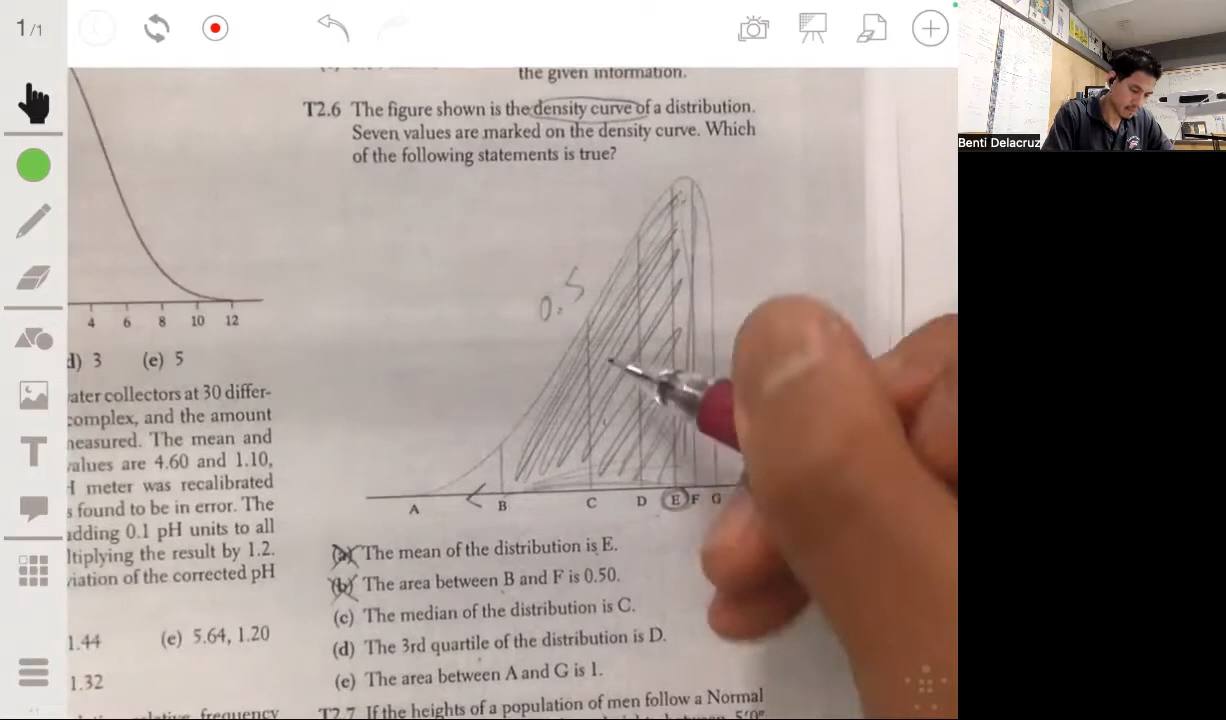 1/1
Benti Delacruz
4 6 8 10 12
d) 3 (e) 5
ater collectors at 30 differ-
complex, and the amount
neasured. The mean and
values are 4.60 and 1.10,
H meter was recalibrated
s found to be in error. The
adding 0.1 pH units to all
ltiplying the result by 1.2.
viation of the corrected pH
1.44 (e) 5.64, 1.20
1.32
the given information.
T2.6 The figure shown is the density curve of a distribution.
Seven values are marked on the density curve. Which
of the following statements is true?
0.5
A B C D E F G
(a) The mean of the distribution is E.
(b) The area between B and F is 0.50.
(c) The median of the distribution is C.
(d) The 3rd quartile of the distribution is D.
(e) The area between A and G is 1.
T2.7 If the heights of a population of men follow a Normal